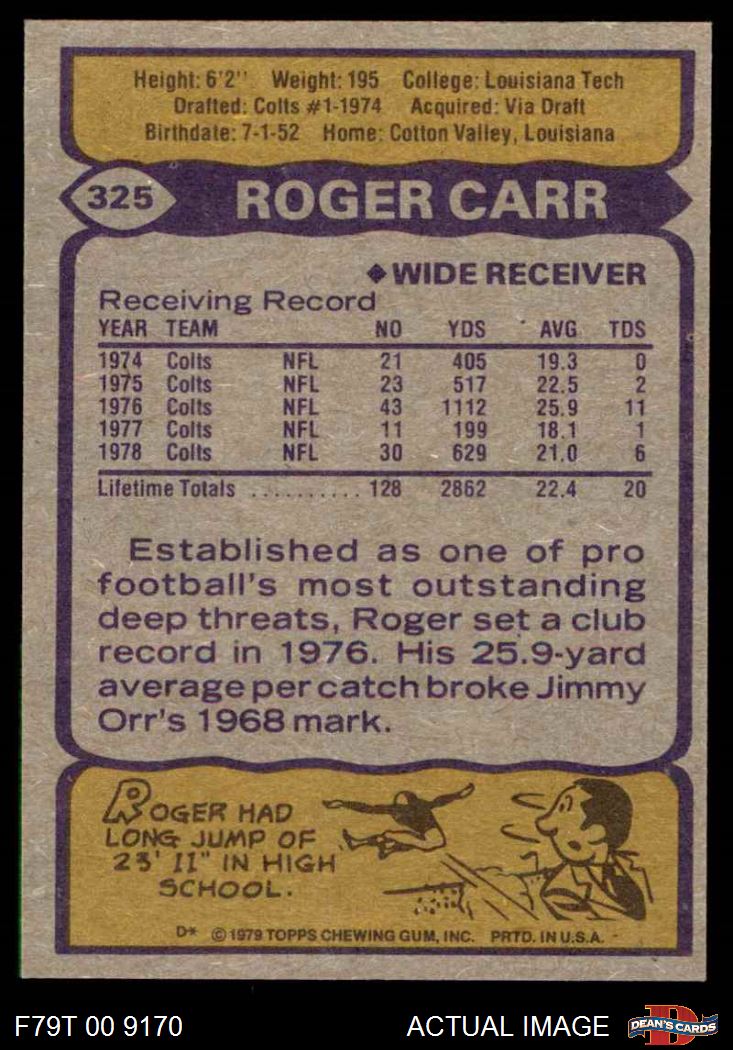 Height: 6'2'' Weight: 195 College: Louisiana Tech
Drafted: Colts #1-1974 Acquired: Via Draft
Birthdate: 7-1-52 Home: Cotton Valley, Louisiana
325 ROGER CARR
◆ WIDE RECEIVER
Receiving Record
YEAR TEAM NO YDS AVG TDS
1974 Colts NFL 21 405 19.3 0
1975 Colts NFL 23 517 22.5 2
1976 Colts NFL 43 1112 25.9 11
1977 Colts NFL 11 199 18.1 1
1978 Colts NFL 30 629 21.0 6
Lifetime Totals .......... 128 2862 22.4 20
Established as one of pro
football's most outstanding
deep threats, Roger set a club
record in 1976. His 25.9-yard
average per catch broke Jimmy
Orr's 1968 mark.
ROGER HAD
LONG JUMP OF
23' 11" IN HIGH
SCHOOL.
D* © 1979 TOPPS CHEWING GUM, INC. PRTD. IN U.S.A.
F79T 00 9170 ACTUAL IMAGE D DEAN'S CARDS